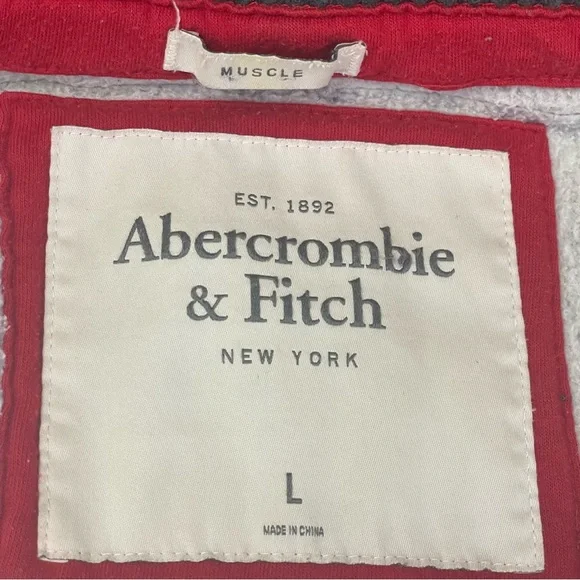 MUSCLE
EST. 1892
Abercrombie
& Fitch
NEW YORK
L
MADE IN CHINA